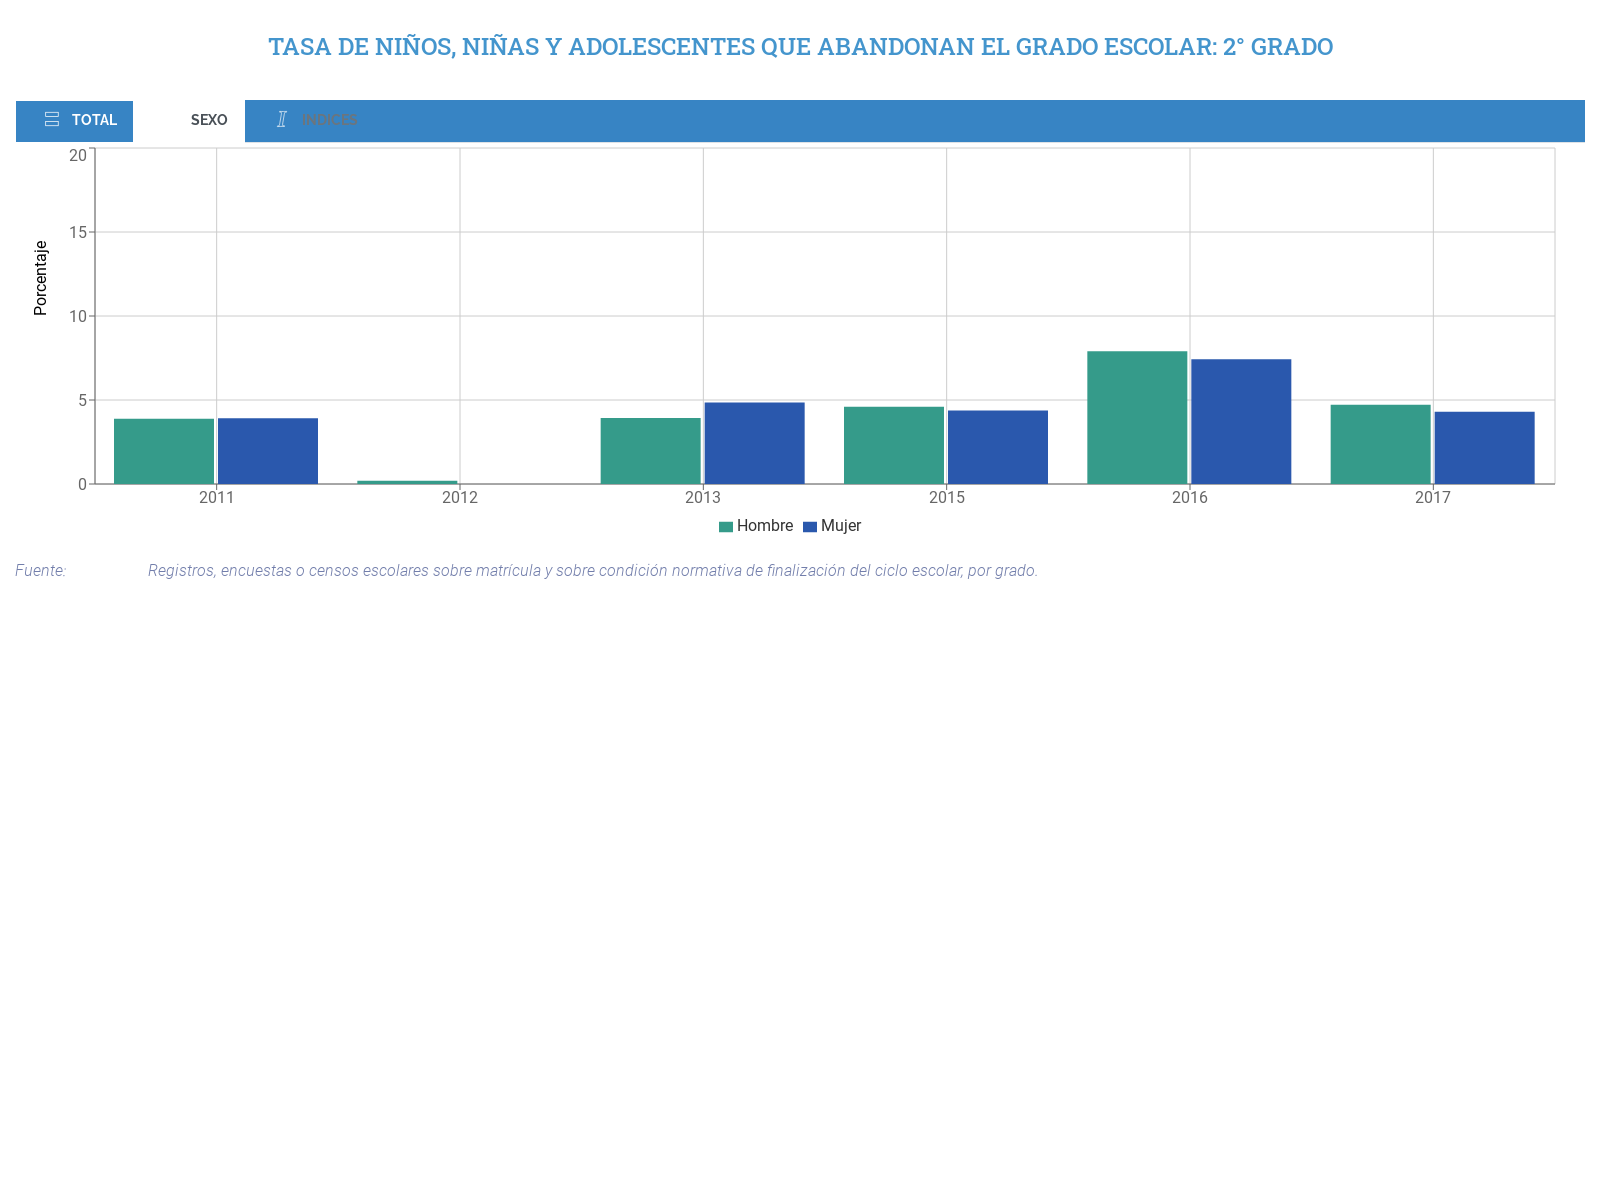 TASA DE NIÑOS, NIÑAS Y ADOLESCENTES QUE ABANDONAN EL GRADO ESCOLAR: 2° GRADO
TOTAL SEXO INDICES
20
15
10
5
0
Porcentaje
2011 2012 2013 2015 2016 2017
Hombre Mujer
Fuente: Registros, encuestas o censos escolares sobre matrícula y sobre condición normativa de finalización del ciclo escolar, por grado.